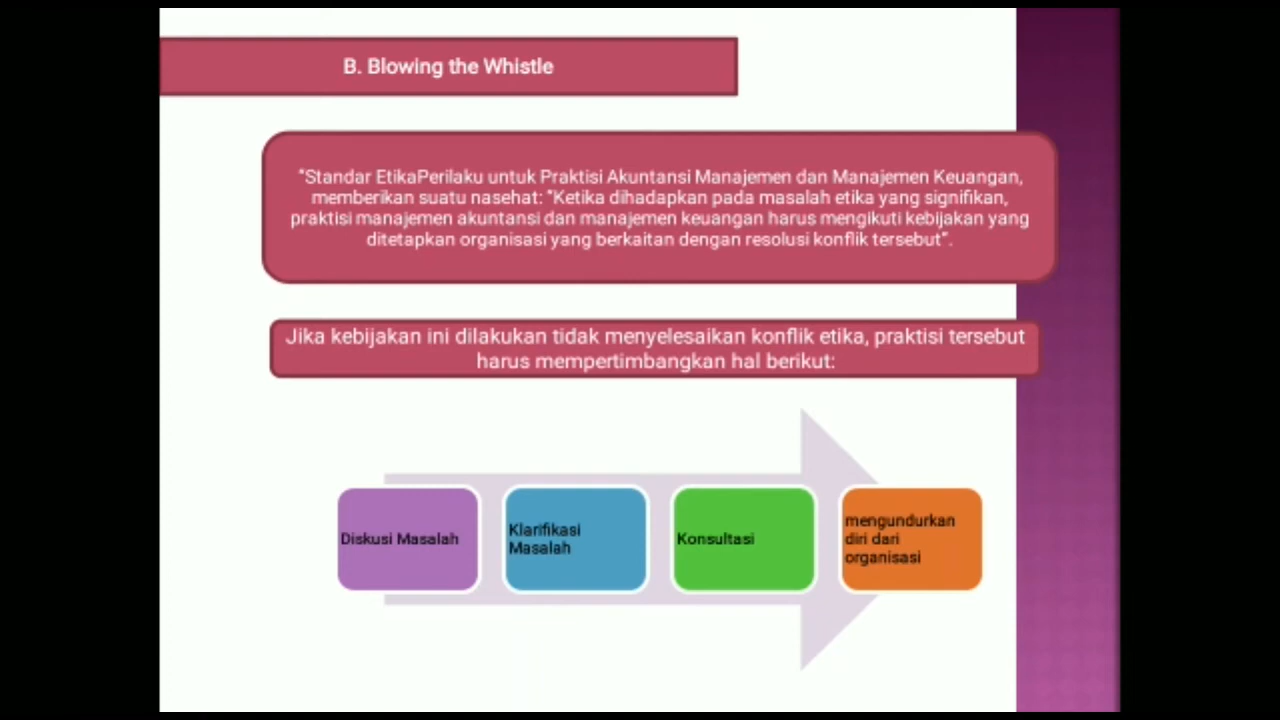 B. Blowing the Whistle
"Standar EtikaPerilaku untuk Praktisi Akuntansi Manajemen dan Manajemen Keuangan,
memberikan suatu nasehat: "Ketika dihadapkan pada masalah etika yang signifikan,
praktisi manajemen akuntansi dan manajemen keuangan harus mengikuti kebijakan yang
ditetapkan organisasi yang berkaitan dengan resolusi konflik tersebut".
Jika kebijakan ini dilakukan tidak menyelesaikan konflik etika, praktisi tersebut
harus mempertimbangkan hal berikut:
Diskusi Masalah
Klarifikasi
Masalah
Konsultasi
mengundurkan
diri dari
organisasi